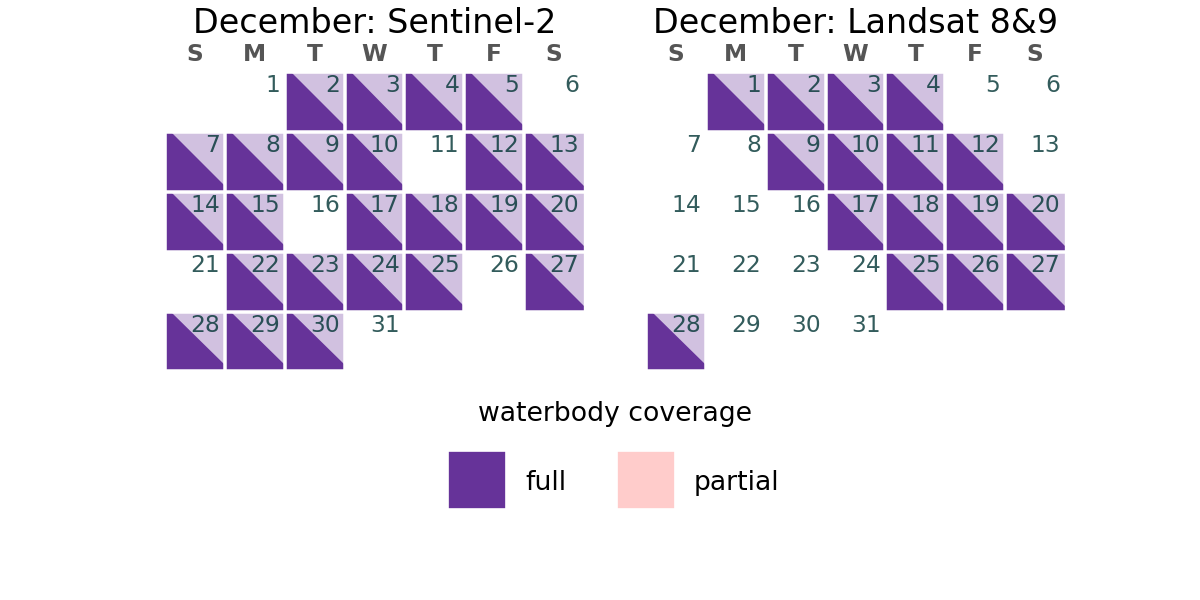 December: Sentinel-2
S M T W T F S
1 2 3 4 5 6
7 8 9 10 11 12 13
14 15 16 17 18 19 20
21 22 23 24 25 26 27
28 29 30 31
December: Landsat 8&9
S M T W T F S
1 2 3 4 5 6
7 8 9 10 11 12 13
14 15 16 17 18 19 20
21 22 23 24 25 26 27
28 29 30 31
waterbody coverage
full partial